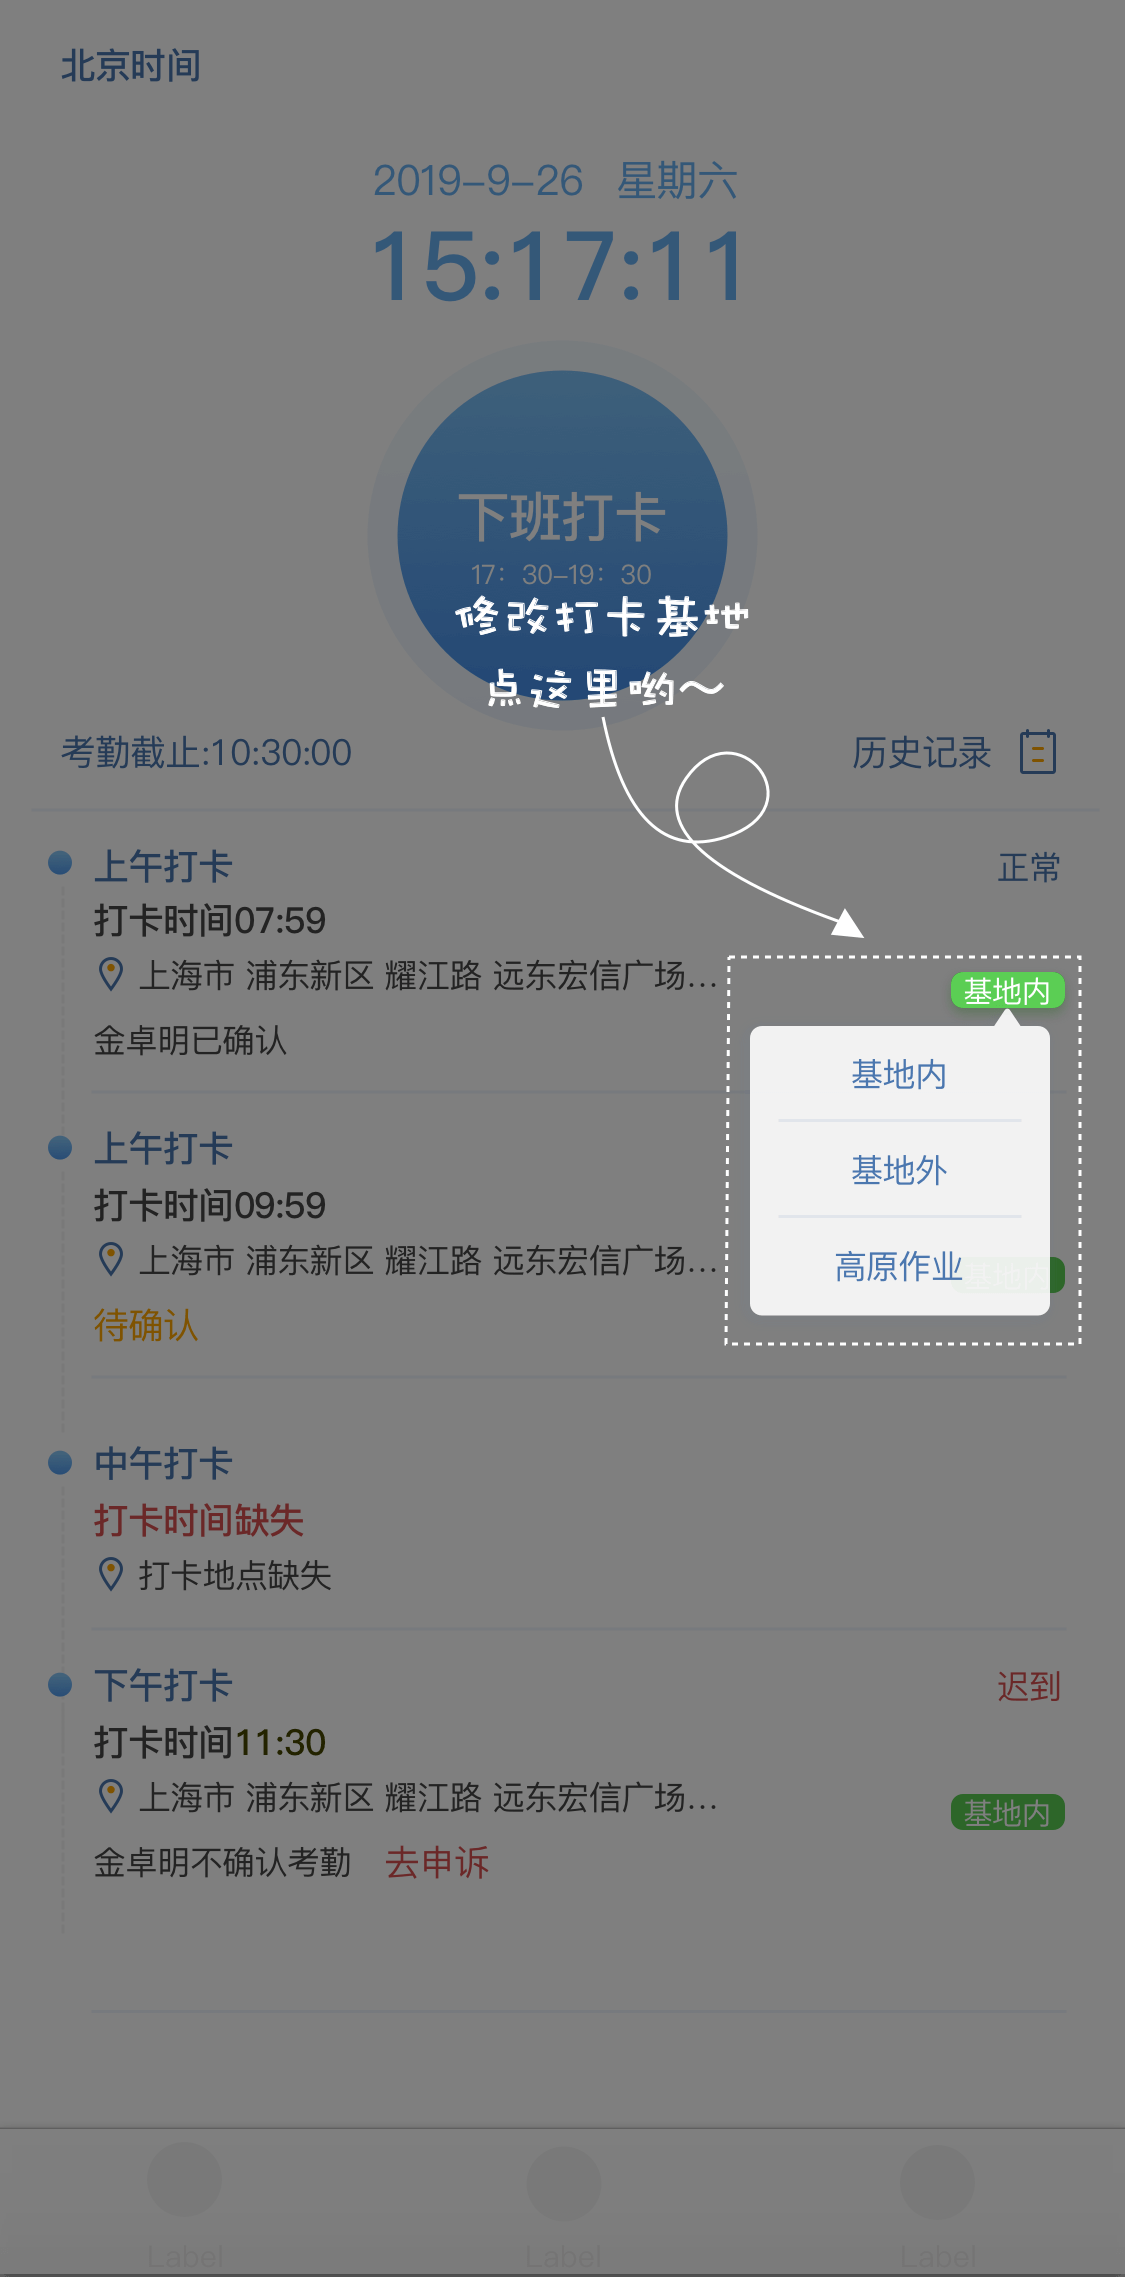 北京时间
2019-9-26 星期六
15:17:11
下班打卡
17：30-19：30
修改打卡基地
点这里哟～
考勤截止:10:30:00
历史记录
上午打卡
正常
打卡时间07:59
上海市 浦东新区 耀江路 远东宏信广场...
基地内
金卓明已确认
基地内
基地外
高原作业
上午打卡
打卡时间09:59
上海市 浦东新区 耀江路 远东宏信广场...
基地内
待确认
中午打卡
打卡时间缺失
打卡地点缺失
下午打卡
迟到
打卡时间11:30
上海市 浦东新区 耀江路 远东宏信广场...
基地内
金卓明不确认考勤 去申诉
Label
Label
Label